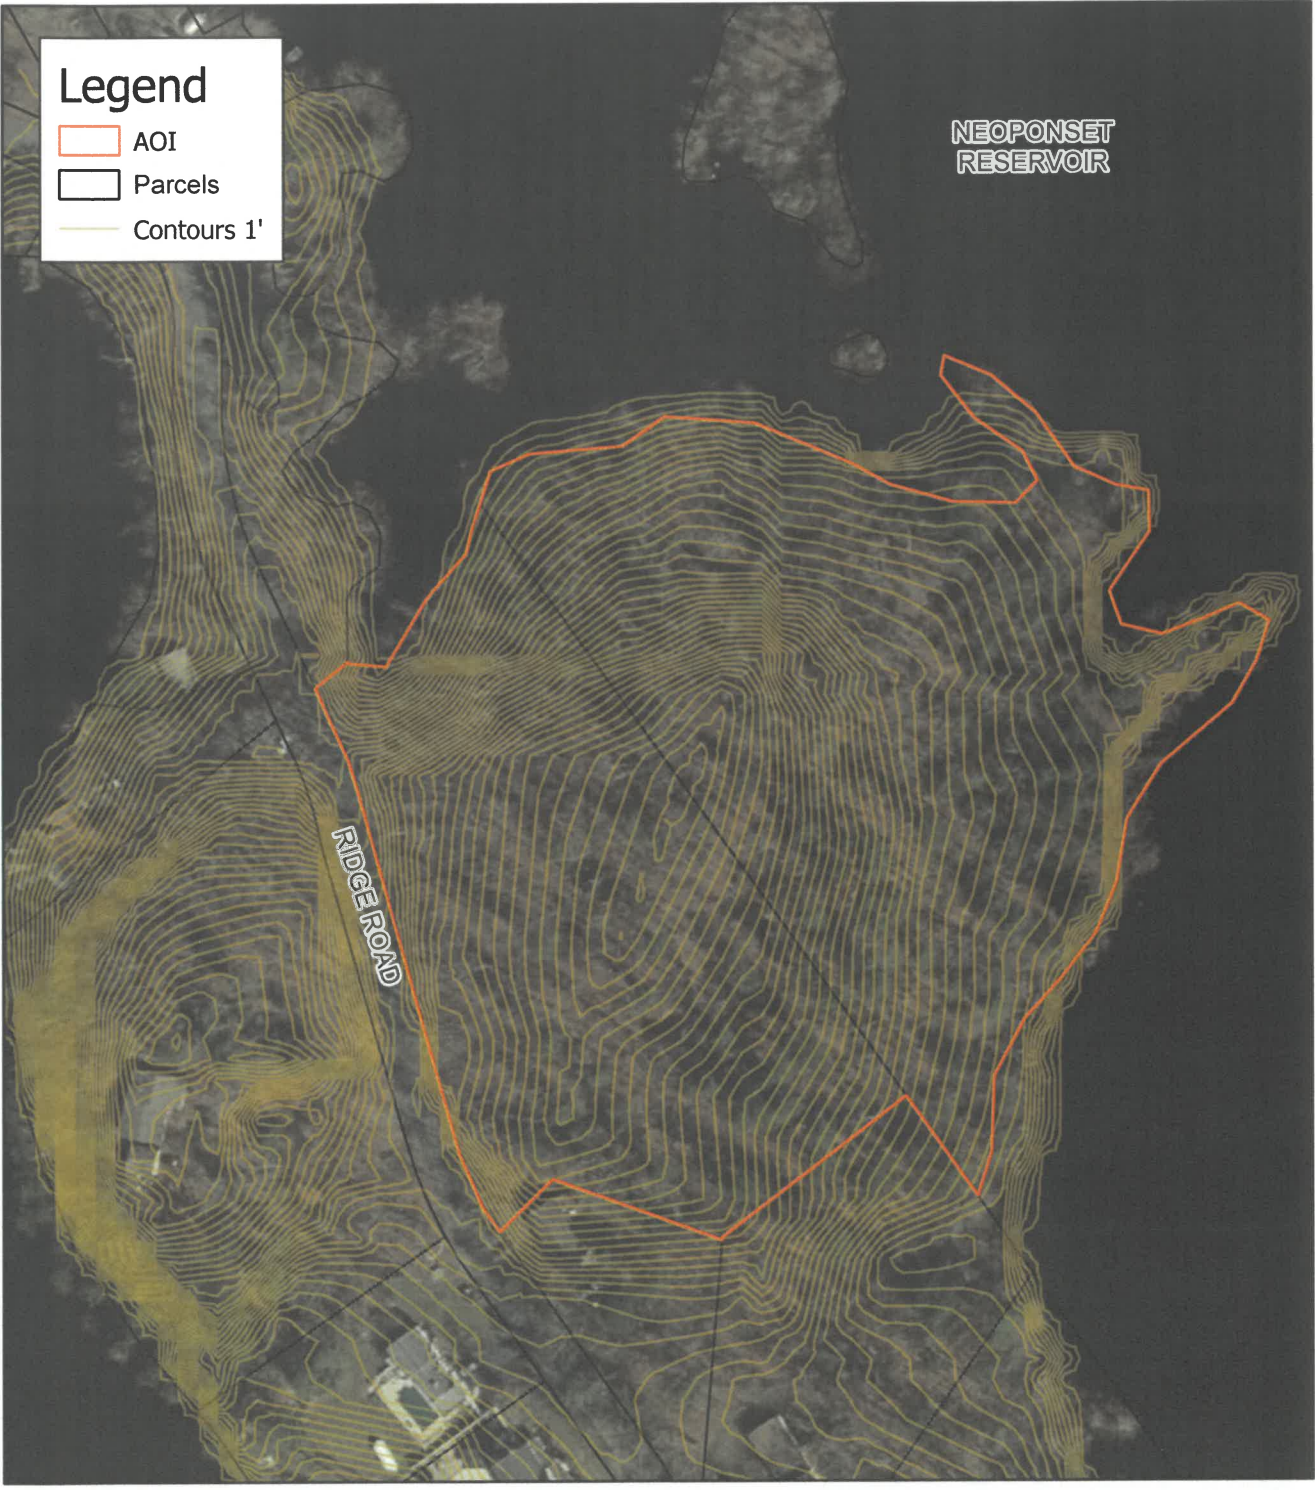 Legend
AOI
Parcels
Contours 1'
NEOPONSET
RESERVOIR
RIDGE ROAD